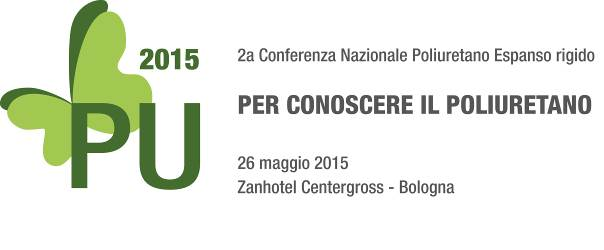 2015
PU
2a Conferenza Nazionale Poliuretano Espanso rigido
PER CONOSCERE IL POLIURETANO
26 maggio 2015
Zanhotel Centergross - Bologna